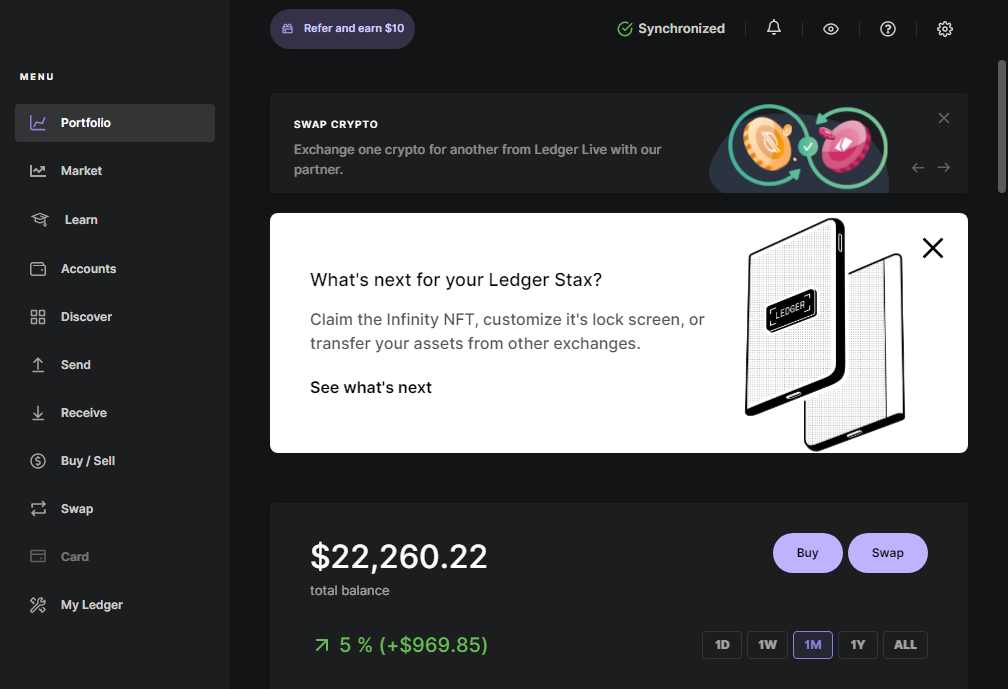 Refer and earn $10
Synchronized
MENU
Portfolio
Market
Learn
Accounts
Discover
Send
Receive
Buy / Sell
Swap
Card
My Ledger
SWAP CRYPTO
Exchange one crypto for another from Ledger Live with our
partner.
What's next for your Ledger Stax?
Claim the Infinity NFT, customize it's lock screen, or
transfer your assets from other exchanges.
See what's next
LEDGER
$22,260.22
total balance
Buy
Swap
5 % (+$969.85)
1D
1W
1M
1Y
ALL